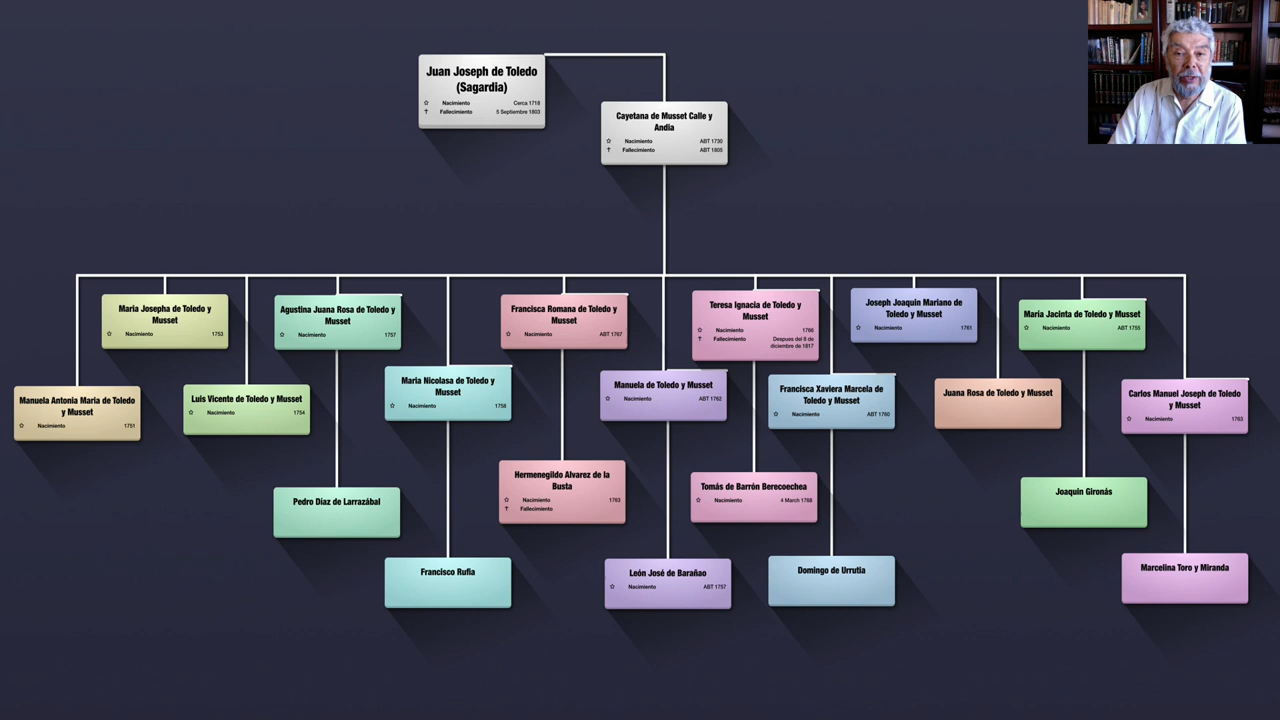 Juan Joseph de Toledo
(Sagardia)
Nacimiento Cerca 1718
Fallecimiento 5 Septiembre 1803
Cayetana de Musset Calle y
Andia
Nacimiento ABT 1730
Fallecimiento ABT 1805
Manuela Antonia Maria de Toledo
y Musset
Nacimiento 1751
Maria Josepha de Toledo y
Musset
Nacimiento 1753
Luis Vicente de Toledo y Musset
Nacimiento 1754
Agustina Juana Rosa de Toledo y
Musset
Nacimiento 1757
Pedro Díaz de Larrazábal
Maria Nicolasa de Toledo y
Musset
Nacimiento 1758
Francisco Rufia
Francisca Romana de Toledo y
Musset
Nacimiento ABT 1767
Hermenegildo Alvarez de la
Busta
Nacimiento 1763
Fallecimiento
Manuela de Toledo y Musset
Nacimiento ABT 1762
León José de Barañao
Nacimiento ABT 1757
Teresa Ignacia de Toledo y
Musset
Nacimiento 1766
Fallecimiento Despues del 8 de
diciembre de 1817
Tomás de Barrón Berecoechea
Nacimiento 4 March 1768
Francisca Xaviera Marcela de
Toledo y Musset
Nacimiento ABT 1760
Domingo de Urrutia
Joseph Joaquin Mariano de
Toledo y Musset
Nacimiento 1761
Juana Rosa de Toledo y Musset
María Jacinta de Toledo y Musset
Nacimiento ABT 1755
Joaquin Gironás
Carlos Manuel Joseph de Toledo
y Musset
Nacimiento 1763
Marcelina Toro y Miranda